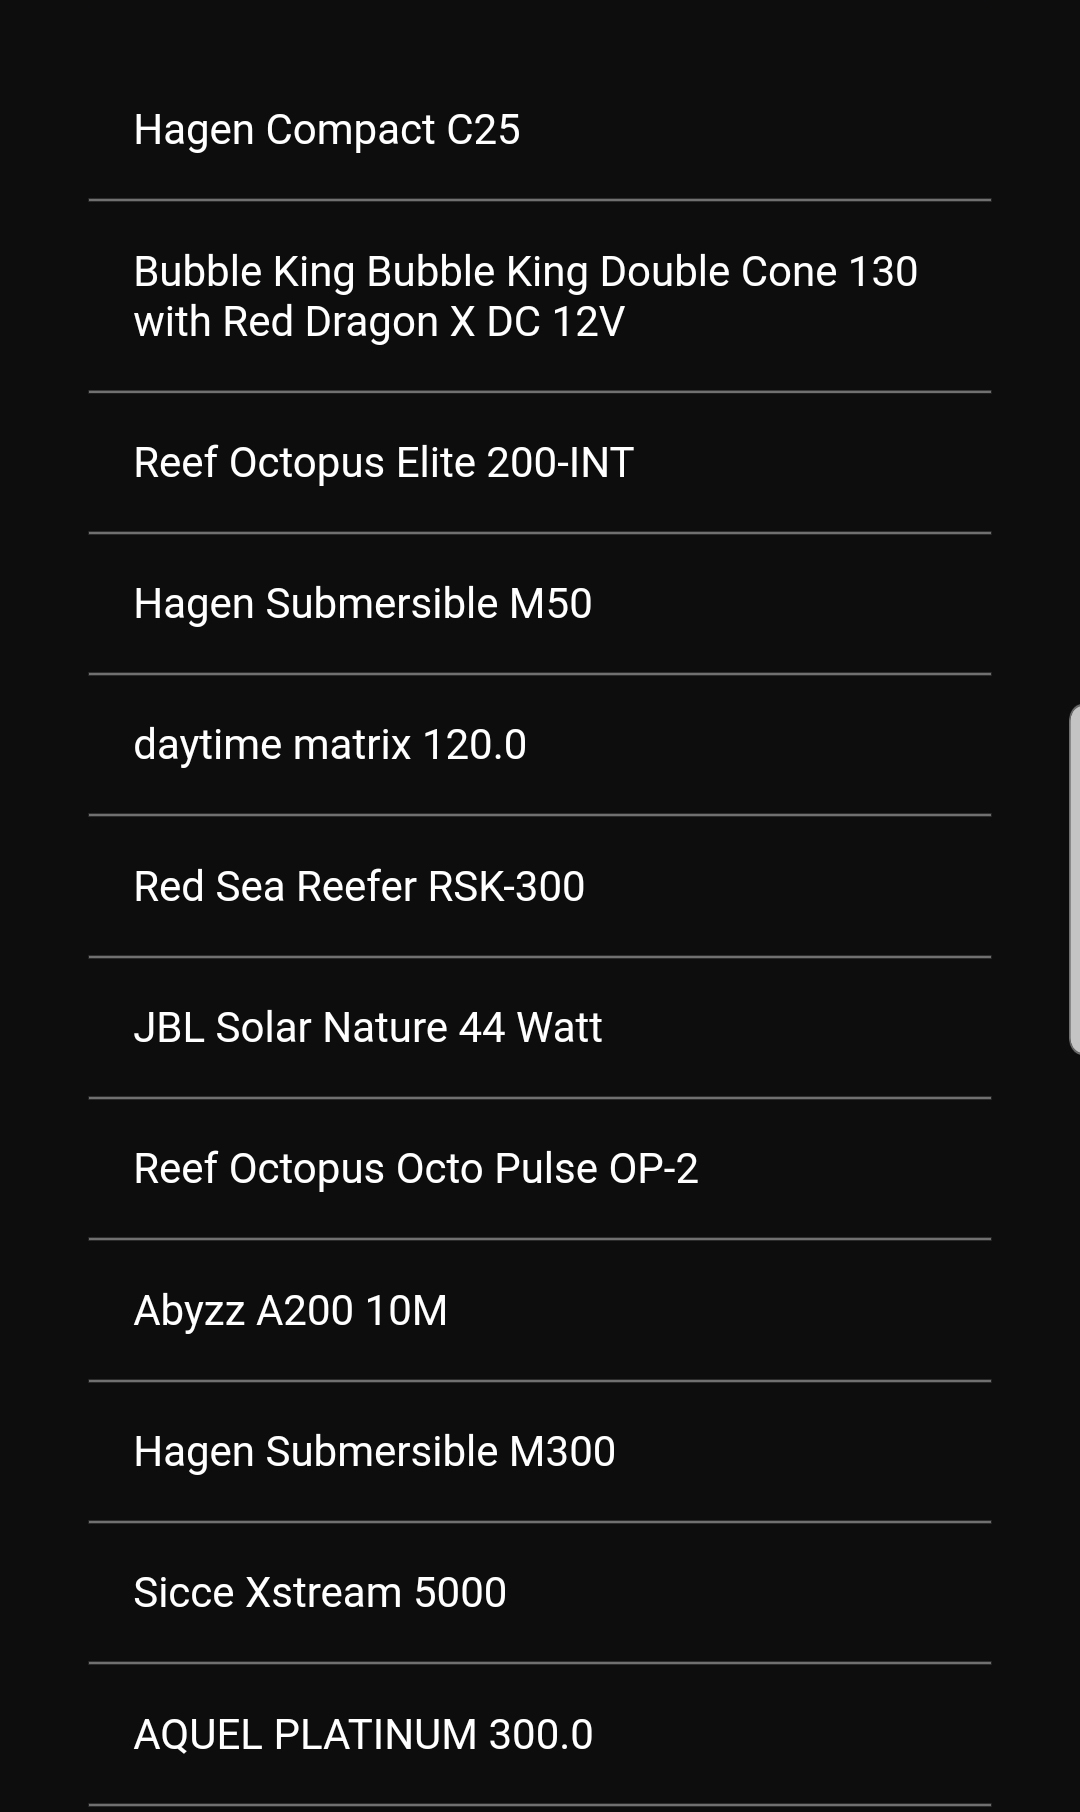 Hagen Compact C25
Bubble King Bubble King Double Cone 130
with Red Dragon X DC 12V
Reef Octopus Elite 200-INT
Hagen Submersible M50
daytime matrix 120.0
Red Sea Reefer RSK-300
JBL Solar Nature 44 Watt
Reef Octopus Octo Pulse OP-2
Abyzz A200 10M
Hagen Submersible M300
Sicce Xstream 5000
AQUEL PLATINUM 300.0